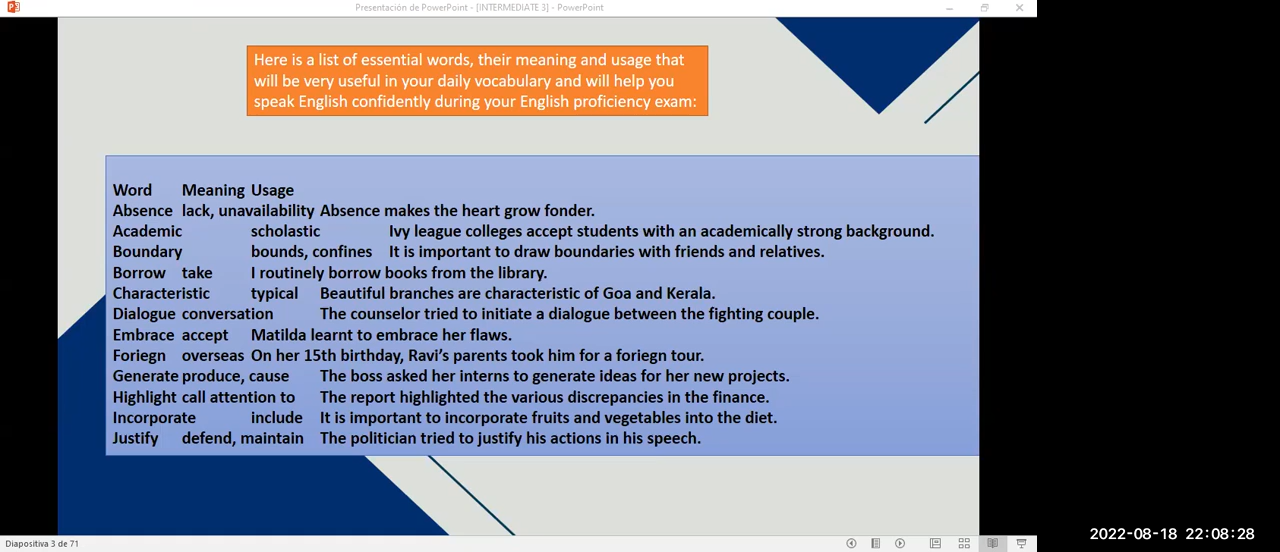 Presentación de PowerPoint - [INTERMEDIATE 3] - PowerPoint
Here is a list of essential words, their meaning and usage that
will be very useful in your daily vocabulary and will help you
speak English confidently during your English proficiency exam:
Word Meaning Usage
Absence lack, unavailability Absence makes the heart grow fonder.
Academic scholastic Ivy league colleges accept students with an academically strong background.
Boundary bounds, confines It is important to draw boundaries with friends and relatives.
Borrow take I routinely borrow books from the library.
Characteristic typical Beautiful branches are characteristic of Goa and Kerala.
Dialogue conversation The counselor tried to initiate a dialogue between the fighting couple.
Embrace accept Matilda learnt to embrace her flaws.
Foriegn overseas On her 15th birthday, Ravi's parents took him for a foriegn tour.
Generate produce, cause The boss asked her interns to generate ideas for her new projects.
Highlight call attention to The report highlighted the various discrepancies in the finance.
Incorporate include It is important to incorporate fruits and vegetables into the diet.
Justify defend, maintain The politician tried to justify his actions in his speech.
2022-08-18 22:08:28
Diapositiva 3 de 71